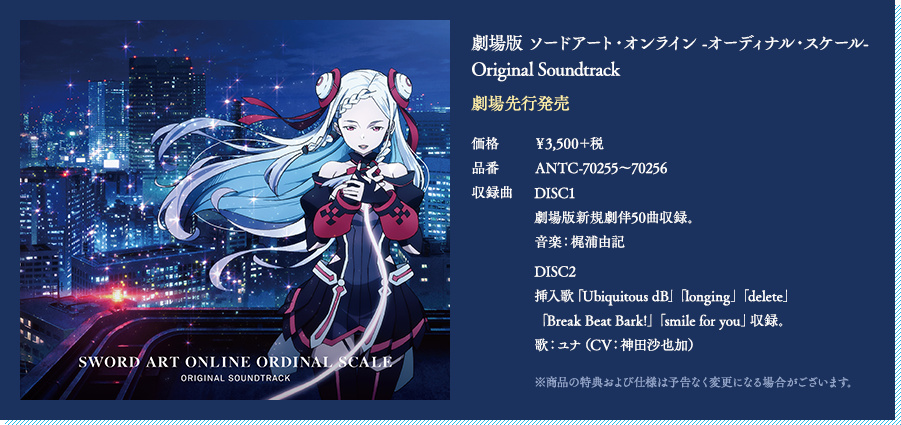 劇場版 ソードアート・オンライン -オーディナル・スケール-
Original Soundtrack
劇場先行発売
価格 ¥3,500+税
品番 ANTC-70255～70256
収録曲 DISC1
劇場版新規劇伴50曲収録。
音楽：梶浦由記
DISC2
挿入歌「Ubiquitous dB」「longing」「delete」
「Break Beat Bark!」「smile for you」収録。
歌：ユナ（CV：神田沙也加）
※商品の特典および仕様は予告なく変更になる場合がございます。
SWORD ART ONLINE ORDINAL SCALE
ORIGINAL SOUNDTRACK